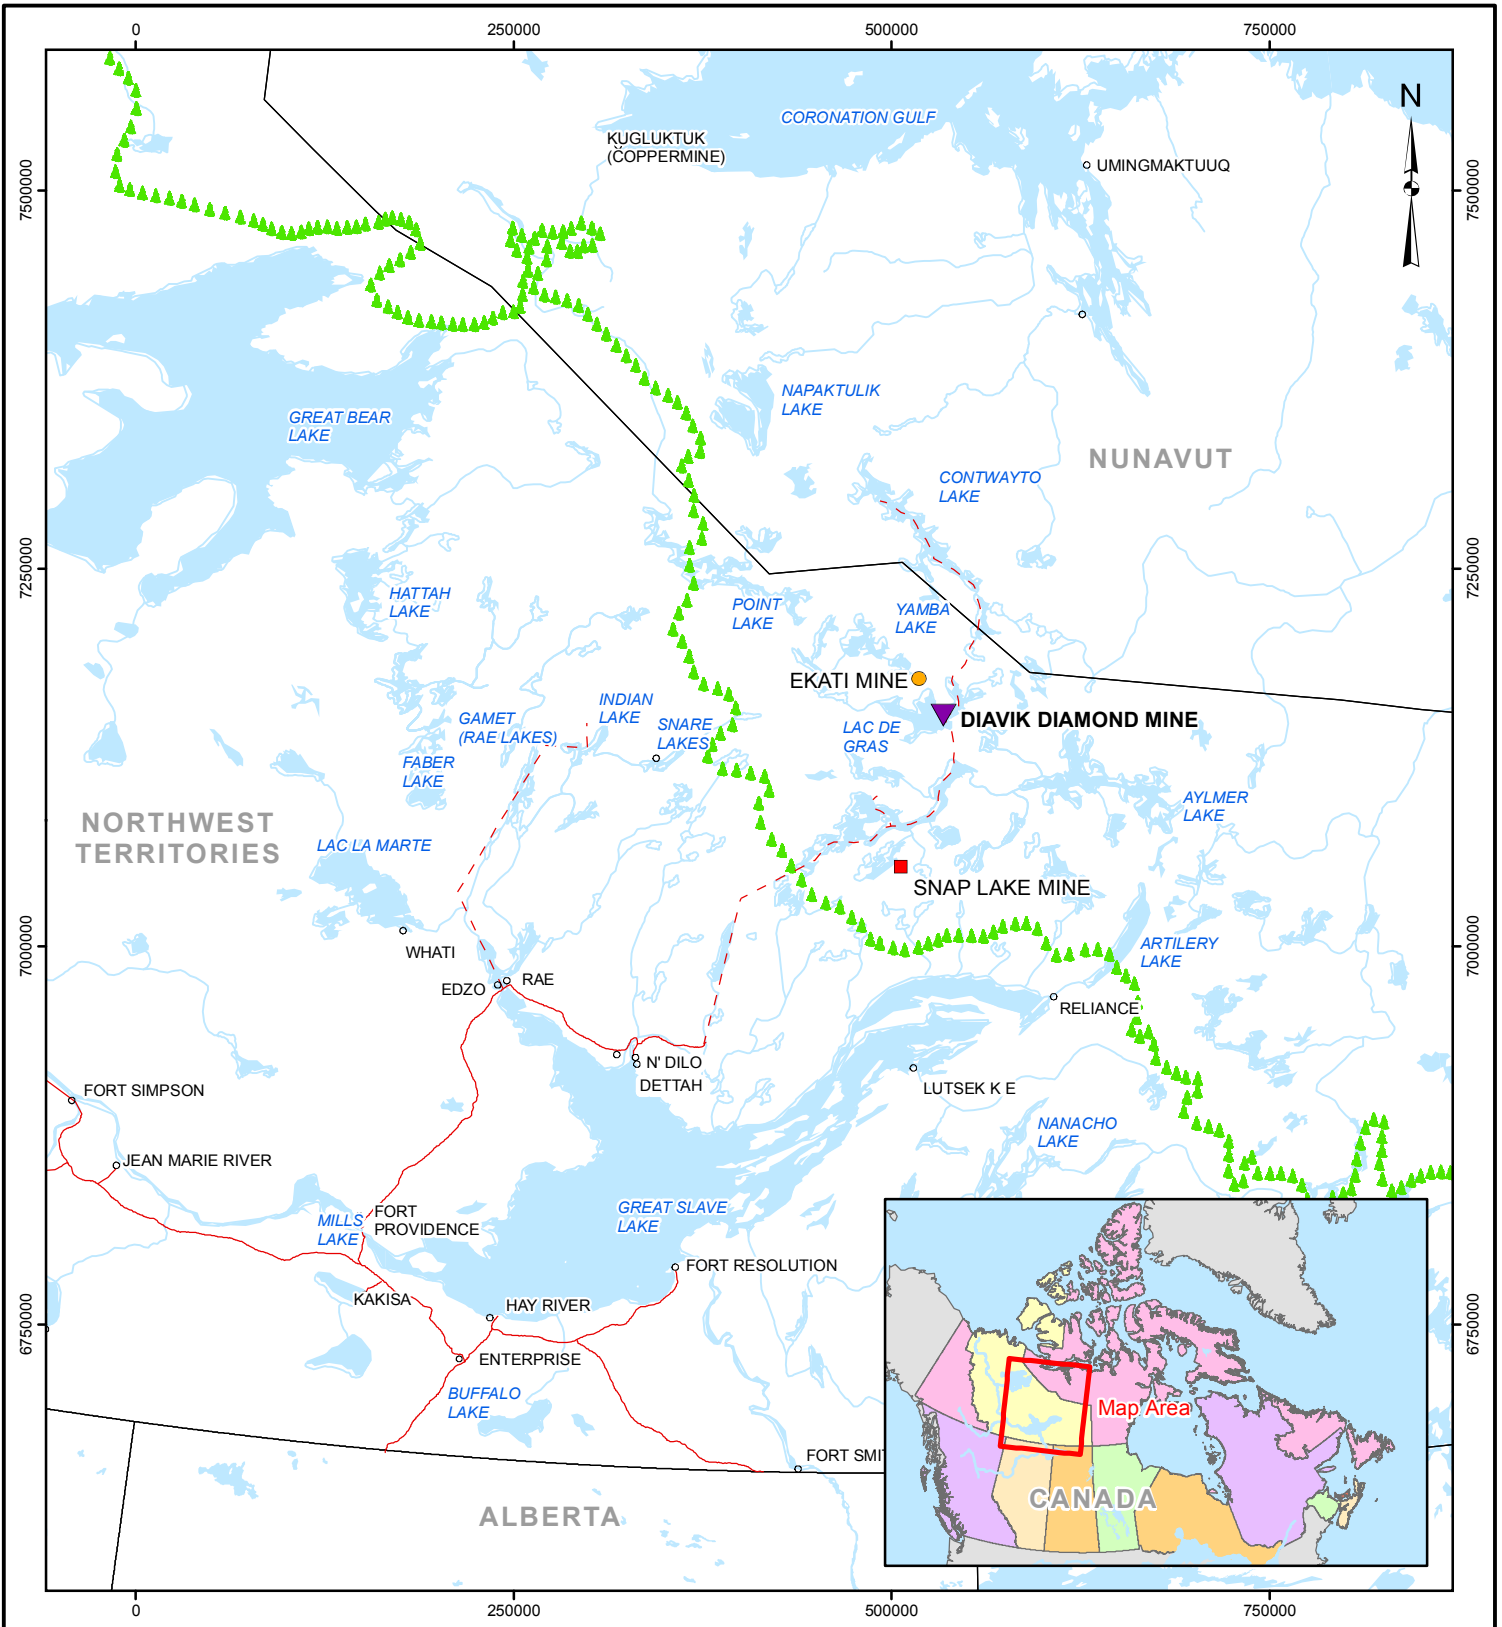 0
250000
500000
750000
N
CORONATION GULF
KUGLUKTUK
(COPPERMINE)
UMINGMAKTUUQ
7500000
7500000
NAPAKTULIK
LAKE
GREAT BEAR
LAKE
NUNAVUT
CONTWAYTO
LAKE
7250000
7250000
HATTAH
LAKE
POINT
LAKE
YAMBA
LAKE
EKATI MINE
INDIAN
LAKE
GAMET
(RAE LAKES)
SNARE
LAKES
LAC DE
GRAS
DIAVIK DIAMOND MINE
FABER
LAKE
AYLMER
LAKE
NORTHWEST
TERRITORIES
LAC LA MARTE
SNAP LAKE MINE
7000000
7000000
WHATI
ARTILERY
LAKE
EDZO
RAE
RELIANCE
N' DILO
DETTAH
FORT SIMPSON
LUTSEK K E
NANACHO
LAKE
JEAN MARIE RIVER
MILLS
LAKE
FORT
PROVIDENCE
GREAT SLAVE
LAKE
FORT RESOLUTION
KAKISA
HAY RIVER
6750000
6750000
ENTERPRISE
BUFFALO
LAKE
Map Area
FORT SMI
CANADA
ALBERTA
0
250000
500000
750000